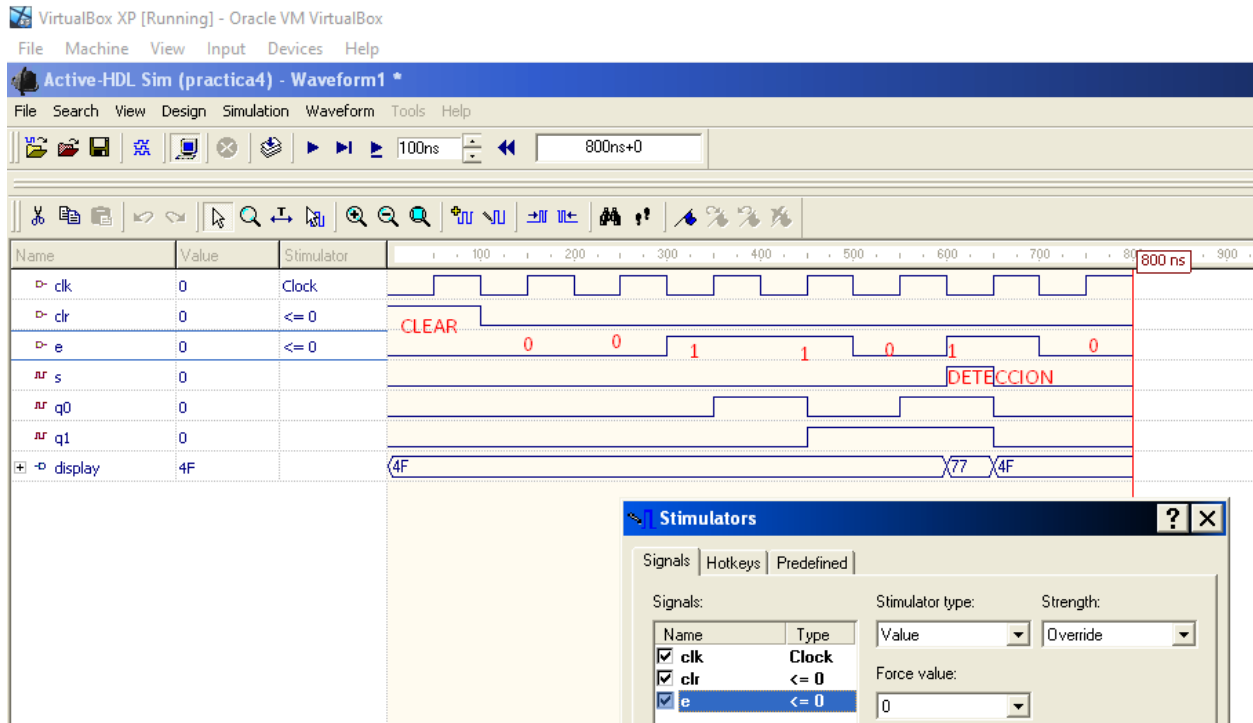 VirtualBox XP [Running] - Oracle VM VirtualBox
File Machine View Input Devices Help
Active-HDL Sim (practica4) - Waveform1 *
File Search View Design Simulation Waveform Tools Help
100ns 800ns+0
Name Value Stimulator 100 200 300 400 500 600 700 80 900
800 ns
clk 0 Clock
clr 0 <= 0 CLEAR
e 0 <= 0 0 0 1 1 0 1 0
s 0 DETECCION
q0 0
q1 0
display 4F 4F 77 4F
Stimulators
Signals Hotkeys Predefined
Signals: Stimulator type: Strength:
Name Type Value Override
clk Clock
clr <= 0 Force value:
e <= 0 0